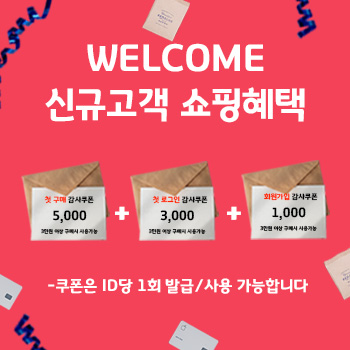 WELCOME
신규고객 쇼핑혜택
첫 구매 감사쿠폰
5,000
3만원 이상 구매시 사용가능
+
첫 로그인 감사쿠폰
3,000
3만원 이상 구매시 사용가능
+
회원가입 감사쿠폰
1,000
3만원 이상 구매시 사용가능
-쿠폰은 ID당 1회 발급/사용 가능합니다